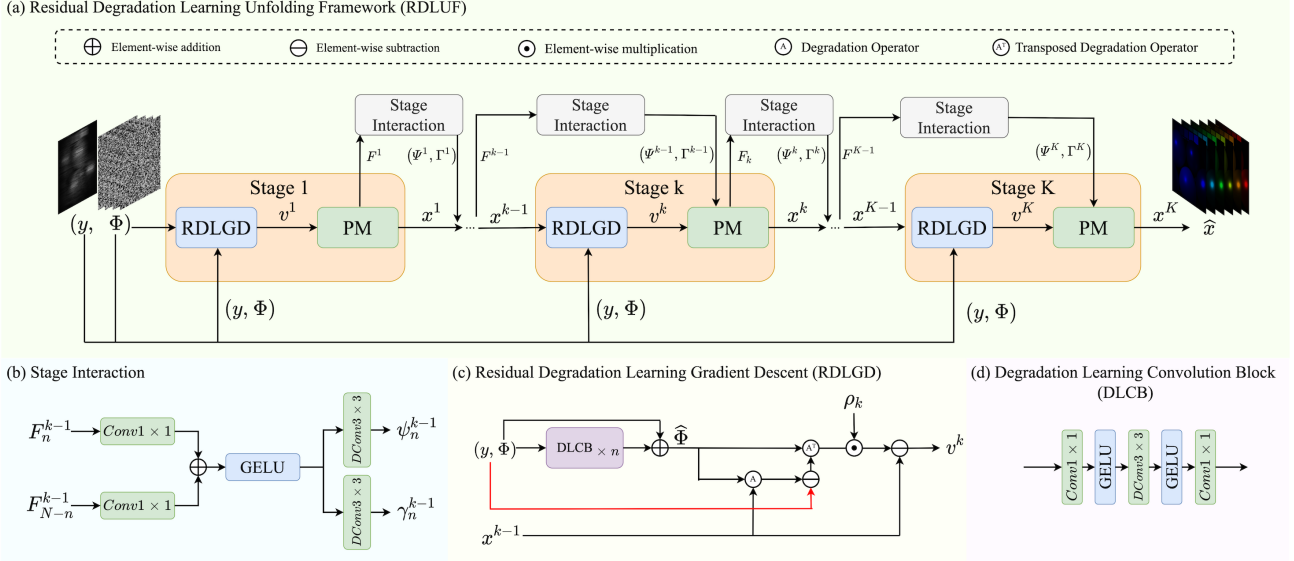 (a) Residual Degradation Learning Unfolding Framework (RDLUF)
Element-wise addition
Element-wise subtraction
Element-wise multiplication
A
Degradation Operator
Aᵀ
Transposed Degradation Operator
Stage
Interaction
Stage
Interaction
Stage
Interaction
Stage
Interaction
F¹
(Ψ¹, Γ¹)
Fᵏ⁻¹
(Ψᵏ⁻¹, Γᵏ⁻¹)
Fₖ
(Ψᵏ, Γᵏ)
Fᴷ⁻¹
(Ψᴷ, Γᴷ)
Stage 1
Stage k
Stage K
(y, Φ)
RDLGD
v¹
PM
x¹
...
xᵏ⁻¹
RDLGD
vᵏ
PM
xᵏ
...
xᴷ⁻¹
RDLGD
vᴷ
PM
xᴷ
x̂
(y, Φ)
(y, Φ)
(y, Φ)
(b) Stage Interaction
Fₙᵏ⁻¹
Conv1 × 1
F_{N-n}^{k-1}
Conv1 × 1
GELU
DConv3 × 3
ψₙᵏ⁻¹
DConv3 × 3
γₙᵏ⁻¹
(c) Residual Degradation Learning Gradient Descent (RDLGD)
ρₖ
(y, Φ)
DLCB × n
Φ̂
Aᵀ
vᵏ
A
xᵏ⁻¹
(d) Degradation Learning Convolution Block
(DLCB)
Conv1 × 1
GELU
DConv3 × 3
GELU
Conv1 × 1